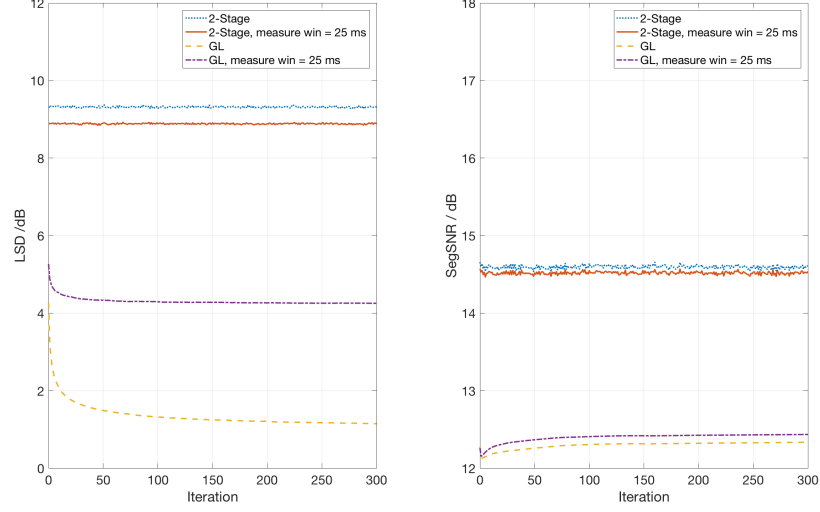 12
10
8
6
4
2
0
LSD /dB
0 50 100 150 200 250 300
Iteration
2-Stage
2-Stage, measure win = 25 ms
GL
GL, measure win = 25 ms
18
17
16
15
14
13
12
SegSNR / dB
0 50 100 150 200 250 300
Iteration
2-Stage
2-Stage, measure win = 25 ms
GL
GL, measure win = 25 ms